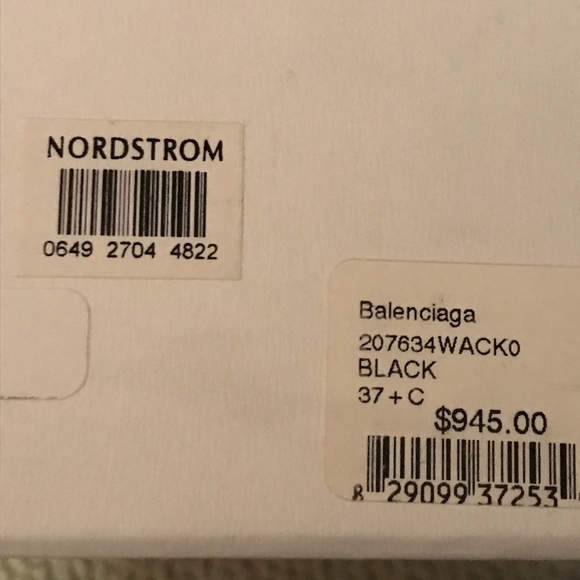 NORDSTROM
0649 2704 4822
Balenciaga
207634WACK0
BLACK
37+C
$945.00
8 29099 37253